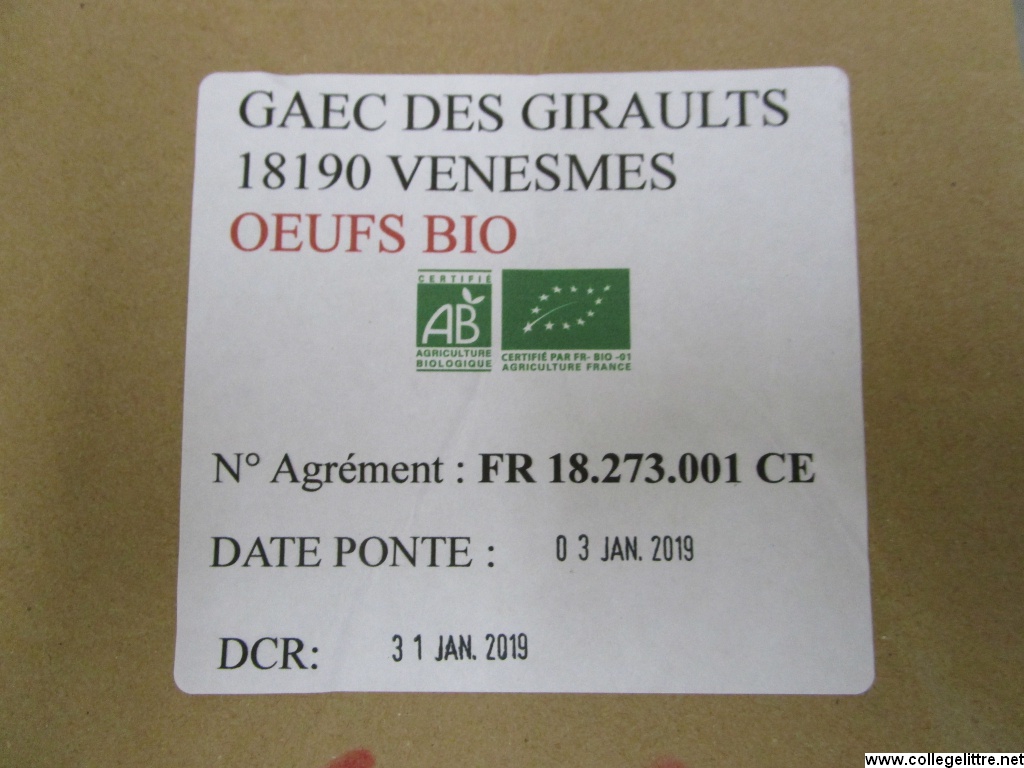 GAEC DES GIRAULTS
18190 VENESMES
OEUFS BIO
CERTIFIÉ
AB
AGRICULTURE
BIOLOGIQUE
CERTIFIÉ PAR FR- BIO -01
AGRICULTURE FRANCE
N° Agrément : FR 18.273.001 CE
DATE PONTE : 03 JAN. 2019
DCR: 31 JAN. 2019
www.collegelittre.net